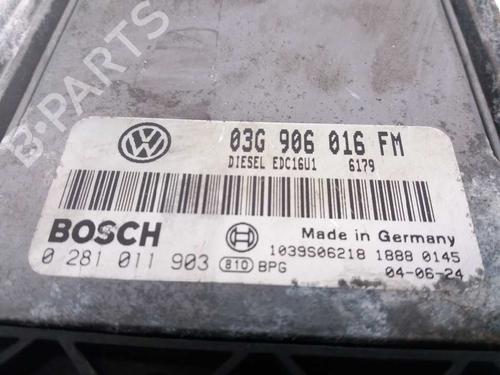 B-PARTS
03G 906 016 FM
DIESEL EDC16U1 6179
BOSCH
Made in Germany
0 281 011 903 810 BPG
1039S06218 1888 0145
04-06-24